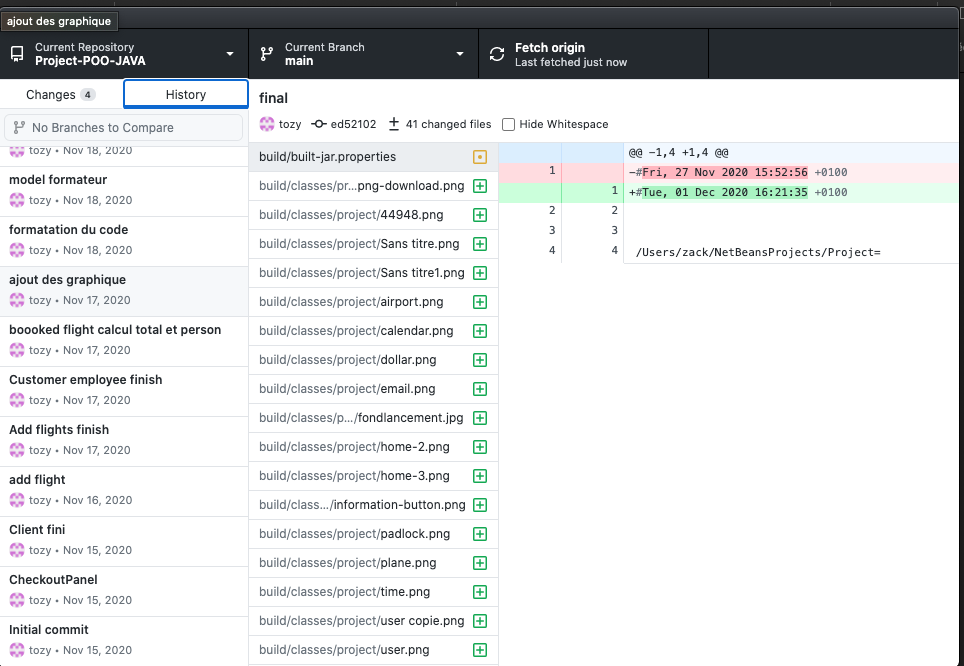 ajout des graphique
Current Repository
Project-POO-JAVA
Current Branch
main
Fetch origin
Last fetched just now
Changes 4
History
No Branches to Compare
tozy • Nov 18, 2020
model formateur
tozy • Nov 18, 2020
formatation du code
tozy • Nov 18, 2020
ajout des graphique
tozy • Nov 17, 2020
boooked flight calcul total et person
tozy • Nov 17, 2020
Customer employee finish
tozy • Nov 17, 2020
Add flights finish
tozy • Nov 17, 2020
add flight
tozy • Nov 16, 2020
Client fini
tozy • Nov 15, 2020
CheckoutPanel
tozy • Nov 15, 2020
Initial commit
tozy • Nov 15, 2020
final
tozy ed52102 41 changed files Hide Whitespace
build/built-jar.properties
build/classes/pr...png-download.png
build/classes/project/44948.png
build/classes/project/Sans titre.png
build/classes/project/Sans titre1.png
build/classes/project/airport.png
build/classes/project/calendar.png
build/classes/project/dollar.png
build/classes/project/email.png
build/classes/p.../fondlancement.jpg
build/classes/project/home-2.png
build/classes/project/home-3.png
build/clas.../information-button.png
build/classes/project/padlock.png
build/classes/project/plane.png
build/classes/project/time.png
build/classes/project/user copie.png
build/classes/project/user.png
@@ -1,4 +1,4 @@
1 -#Fri, 27 Nov 2020 15:52:56 +0100
1 +#Tue, 01 Dec 2020 16:21:35 +0100
2 2
3 3
4 4 /Users/zack/NetBeansProjects/Project=